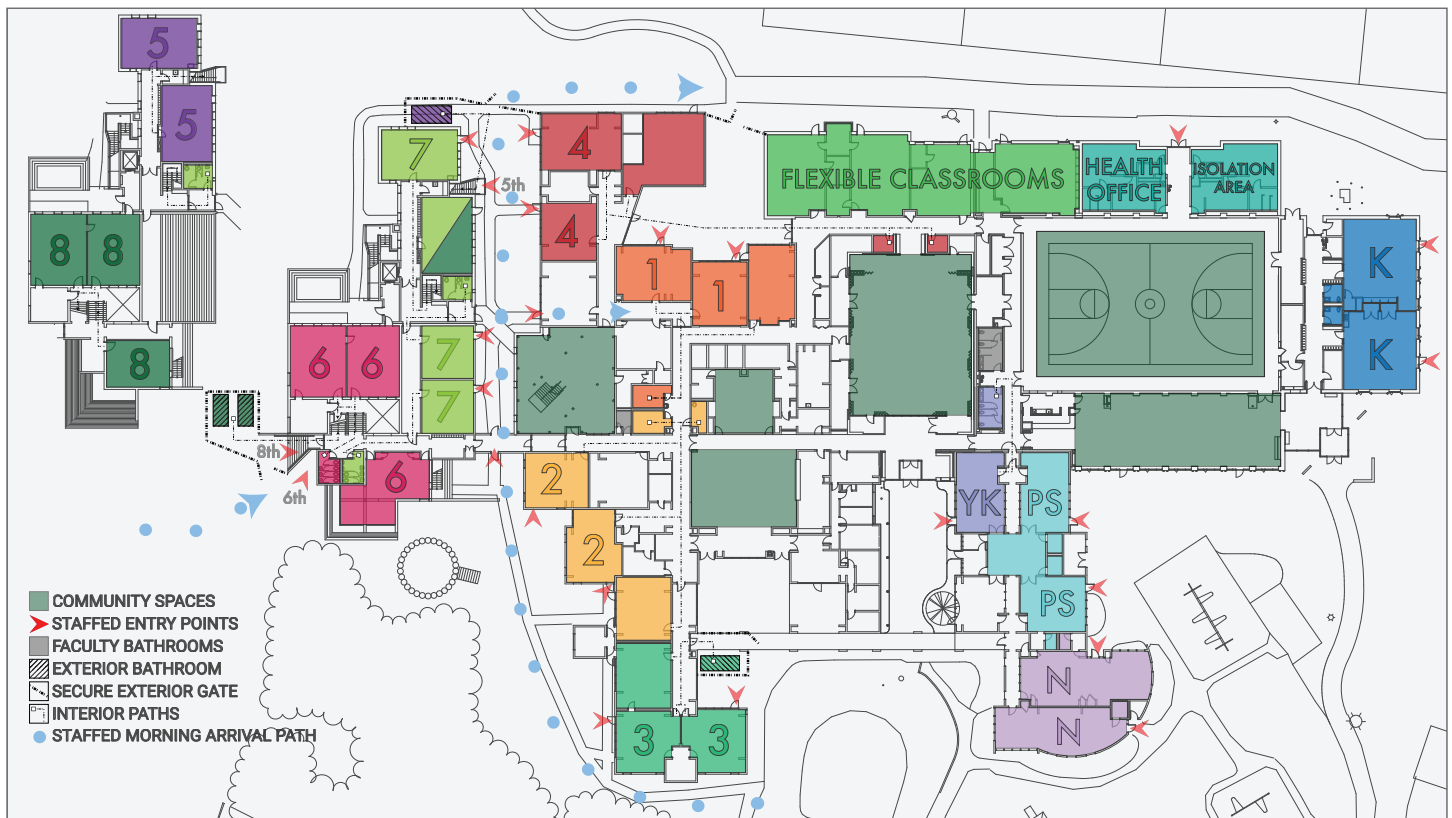 5
5
7
4
5th
FLEXIBLE CLASSROOMS
HEALTH
OFFICE
ISOLATION
AREA
4
8 8
1
1
K
K
6 6
7
7
8
8th
6th
6
2
2
YK
PS
PS
N
N
3 3
COMMUNITY SPACES
STAFFED ENTRY POINTS
FACULTY BATHROOMS
EXTERIOR BATHROOM
SECURE EXTERIOR GATE
INTERIOR PATHS
STAFFED MORNING ARRIVAL PATH